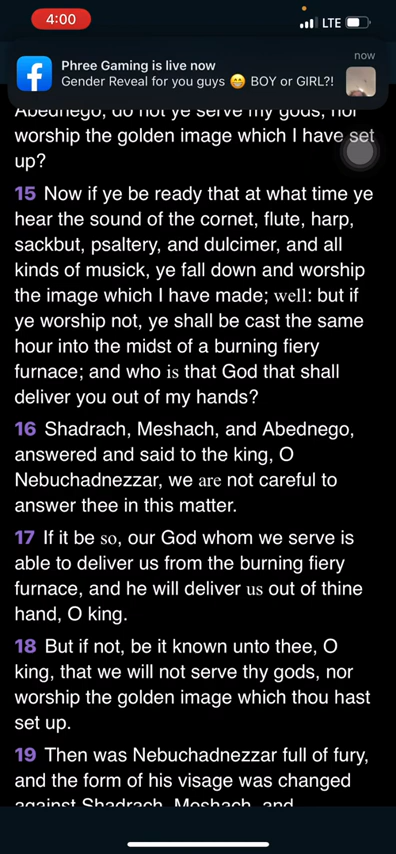 4:00
LTE
Phree Gaming is live now
now
Gender Reveal for you guys 😁 BOY or GIRL?!
Abednego, do not ye serve my gods, nor
worship the golden image which I have set
up?
15 Now if ye be ready that at what time ye
hear the sound of the cornet, flute, harp,
sackbut, psaltery, and dulcimer, and all
kinds of musick, ye fall down and worship
the image which I have made; well: but if
ye worship not, ye shall be cast the same
hour into the midst of a burning fiery
furnace; and who is that God that shall
deliver you out of my hands?
16 Shadrach, Meshach, and Abednego,
answered and said to the king, O
Nebuchadnezzar, we are not careful to
answer thee in this matter.
17 If it be so, our God whom we serve is
able to deliver us from the burning fiery
furnace, and he will deliver us out of thine
hand, O king.
18 But if not, be it known unto thee, O
king, that we will not serve thy gods, nor
worship the golden image which thou hast
set up.
19 Then was Nebuchadnezzar full of fury,
and the form of his visage was changed
against Shadrach, Meshach, and